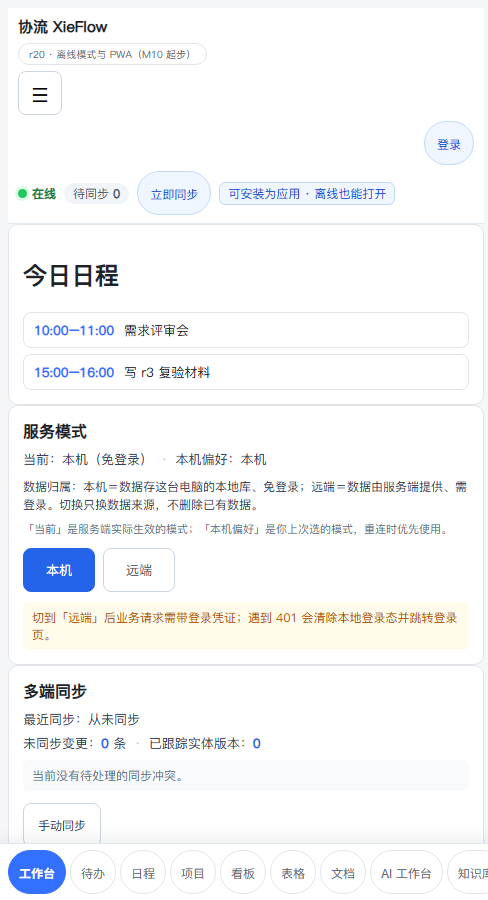 协流 XieFlow
r20 · 离线模式与 PWA（M10 起步）
☰
登录
在线 待同步 0 立即同步 可安装为应用 · 离线也能打开
今日日程
10:00—11:00 需求评审会
15:00—16:00 写 r3 复验材料
服务模式
当前：本机（免登录） · 本机偏好：本机
数据归属：本机＝数据存这台电脑的本地库、免登录；远端＝数据由服务端提供、需
登录。切换只换数据来源，不删除已有数据。
「当前」是服务端实际生效的模式；「本机偏好」是你上次选的模式，重连时优先使用。
本机 远端
切到「远端」后业务请求需带登录凭证；遇到 401 会清除本地登录态并跳转登录
页。
多端同步
最近同步：从未同步
未同步变更：0 条 · 已跟踪实体版本：0
当前没有待处理的同步冲突。
手动同步
工作台 待办 日程 项目 看板 表格 文档 AI 工作台 知识库